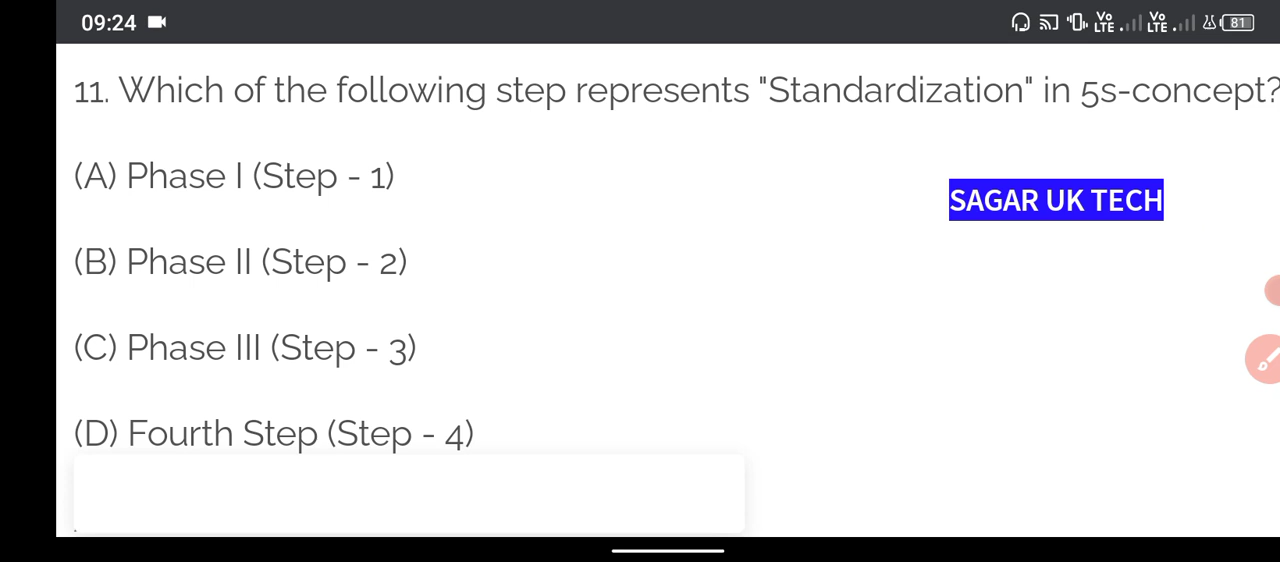 09:24 Vo LTE Vo LTE 81
11. Which of the following step represents "Standardization" in 5s-concept?
(A) Phase I (Step - 1)
SAGAR UK TECH
(B) Phase II (Step - 2)
(C) Phase III (Step - 3)
(D) Fourth Step (Step - 4)